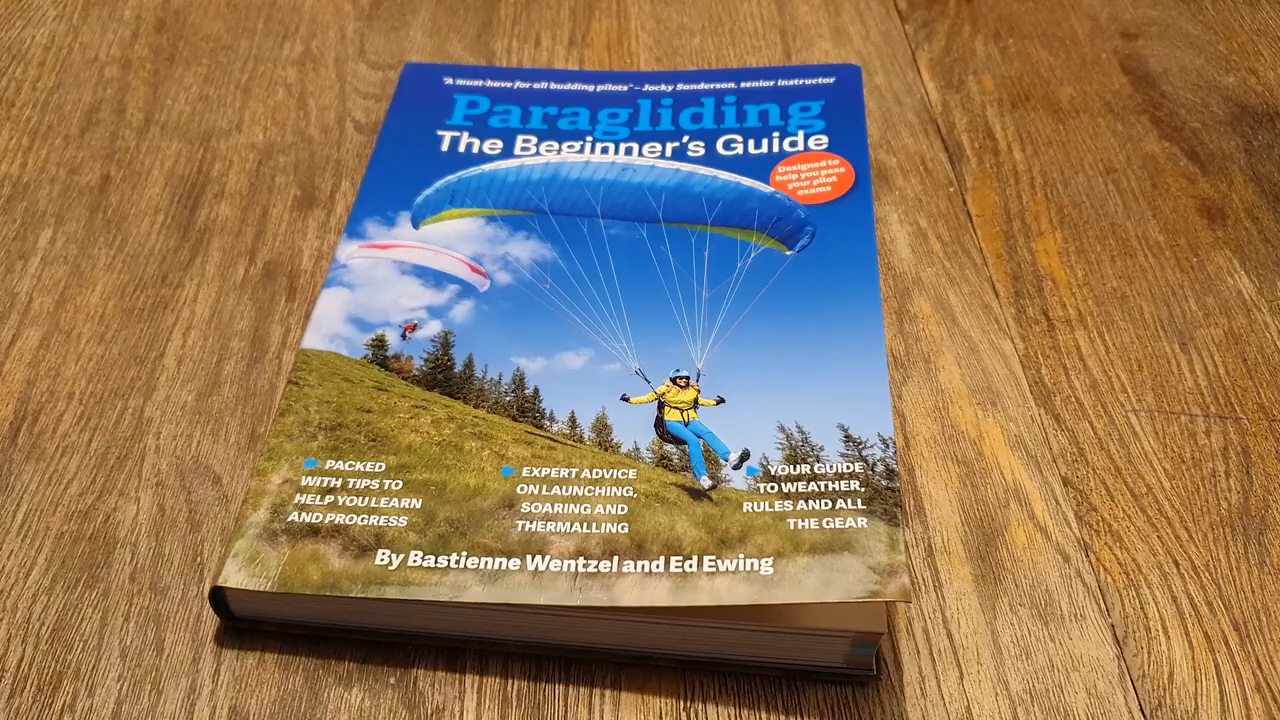 "A must-have for all budding pilots" – Jocky Sanderson, senior instructor
Paragliding
The Beginner's Guide
Designed to
help you pass
your pilot
exams
PACKED
WITH TIPS TO
HELP YOU LEARN
AND PROGRESS
EXPERT ADVICE
ON LAUNCHING,
SOARING AND
THERMALLING
YOUR GUIDE
TO WEATHER,
RULES AND ALL
THE GEAR
By Bastienne Wentzel and Ed Ewing